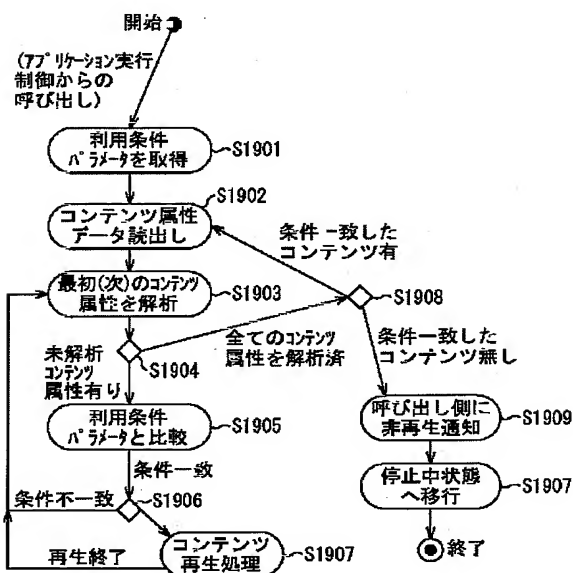 開始
(アプリケーション実行
制御からの
呼び出し)
利用条件
パラメータを取得
S1901
S1902
コンテンツ属性
データ読出し
条件一致した
コンテンツ有
最初(次)のコンテンツ
属性を解析
S1903
S1908
未解析
コンテンツ
属性有り
S1904
全てのコンテンツ
属性を解析済
条件一致した
コンテンツ無し
利用条件
パラメータと比較
S1905
呼び出し側に
非再生通知
S1909
条件一致
条件不一致
S1906
停止中状態
へ移行
S1907
再生終了
コンテンツ
再生処理
S1907
終了